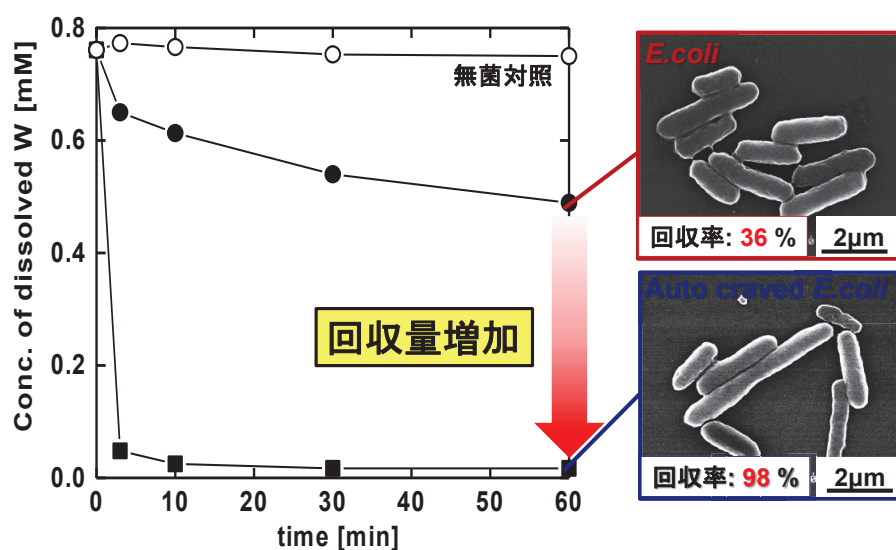 Conc. of dissolved W [mM]
0.8
0.6
0.4
0.2
0.0
0 10 20 30 40 50 60
time [min]
無菌対照
回収量増加
E.coli
回収率: 36 %
2μm
Auto craved E.coli
回収率: 98 %
2μm